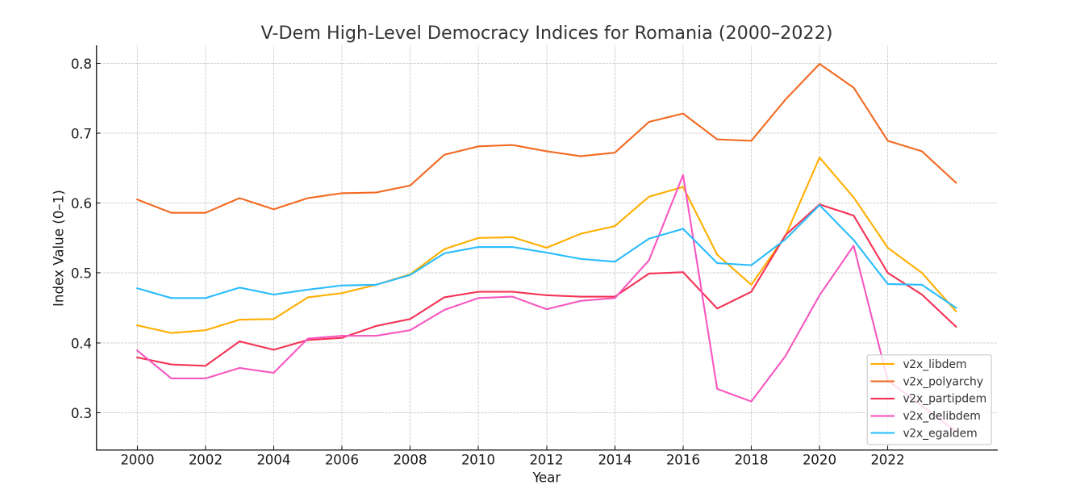 V-Dem High-Level Democracy Indices for Romania (2000–2022)
Index Value (0–1)
0.8
0.7
0.6
0.5
0.4
0.3
v2x_libdem
v2x_polyarchy
v2x_partipdem
v2x_delibdem
v2x_egaldem
2000 2002 2004 2006 2008 2010 2012 2014 2016 2018 2020 2022
Year